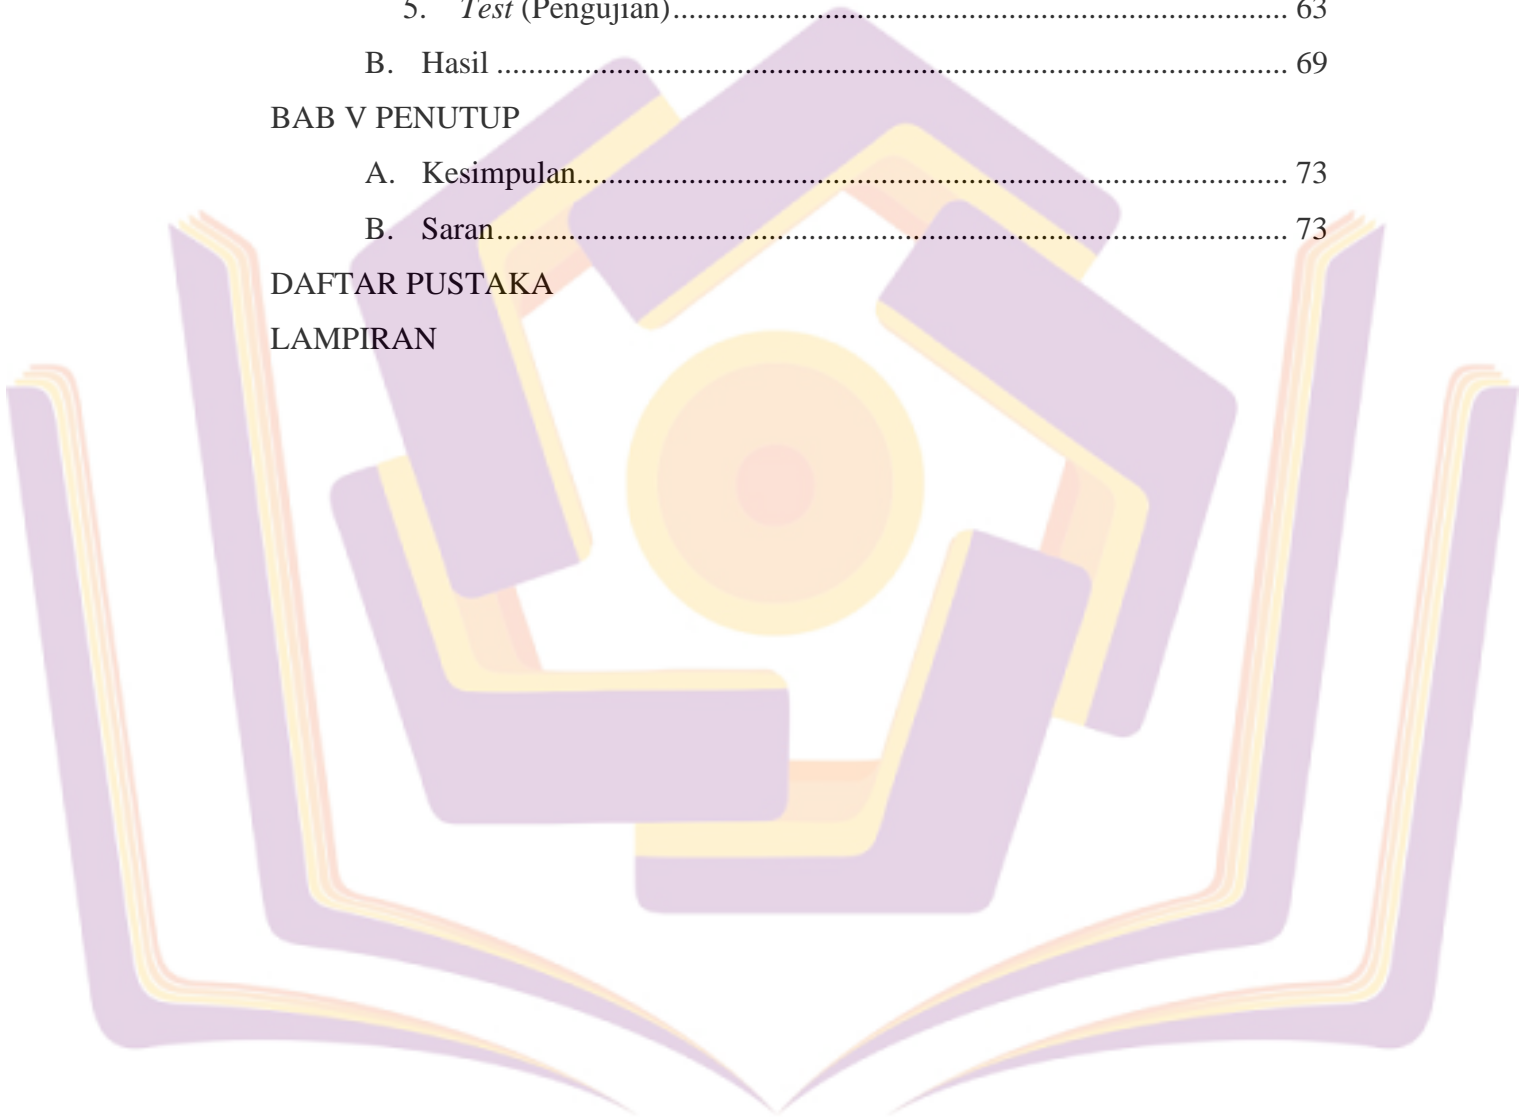 5. Test (Pengujian)........................................................................... 63
B. Hasil ................................................................................................. 69
BAB V PENUTUP
A. Kesimpulan....................................................................................... 73
B. Saran................................................................................................. 73
DAFTAR PUSTAKA
LAMPIRAN